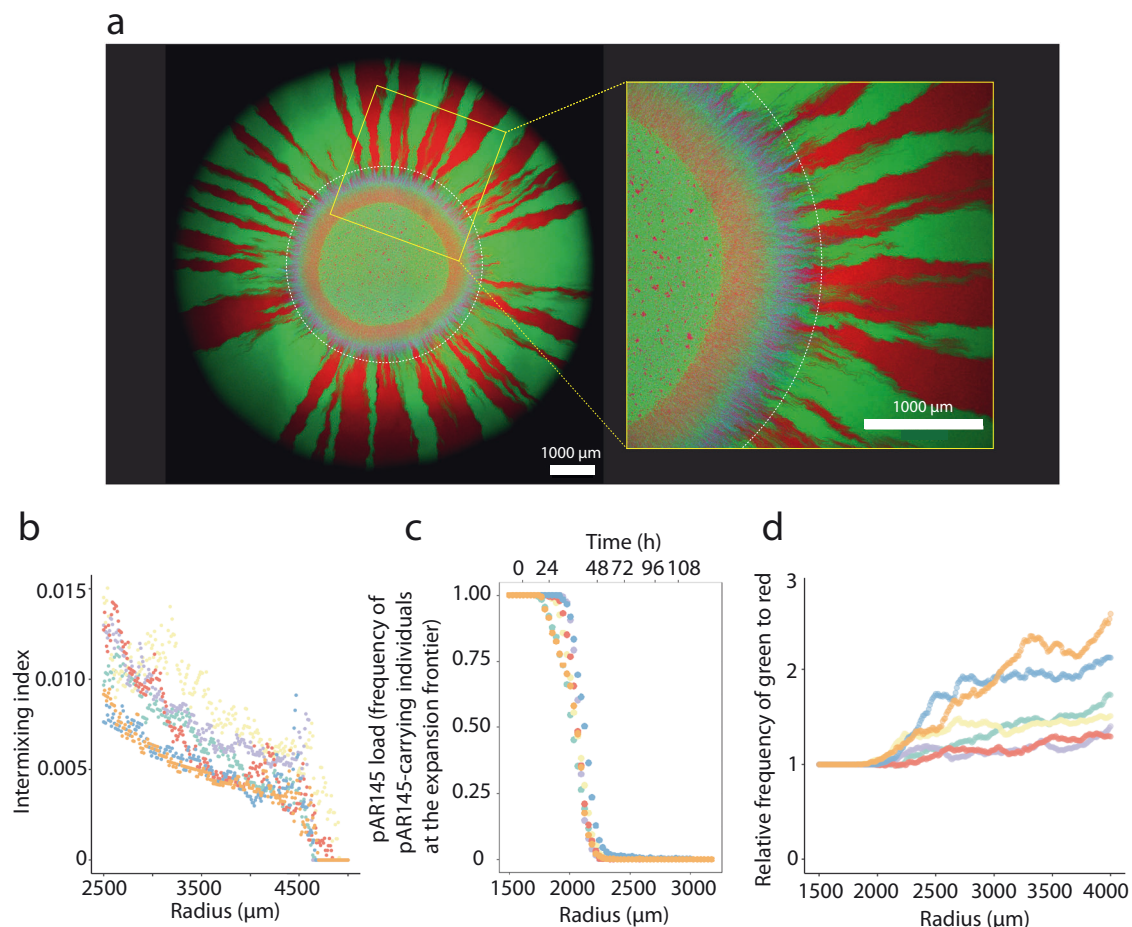 a
1000 µm
1000 µm
b
Intermixing index
0.015
0.010
0.005
0
2500
3500
4500
Radius (µm)
c
Time (h)
0 24 48 72 96 108
pAR145 load (frequency of
pAR145-carrying individuals
at the expansion frontier)
1.00
0.75
0.50
0.25
0
1500
2000
3000
Radius (µm)
d
Relative frequency of green to red
3
2
1
0
1500
2000
2500
3000
3500
4000
Radius (µm)